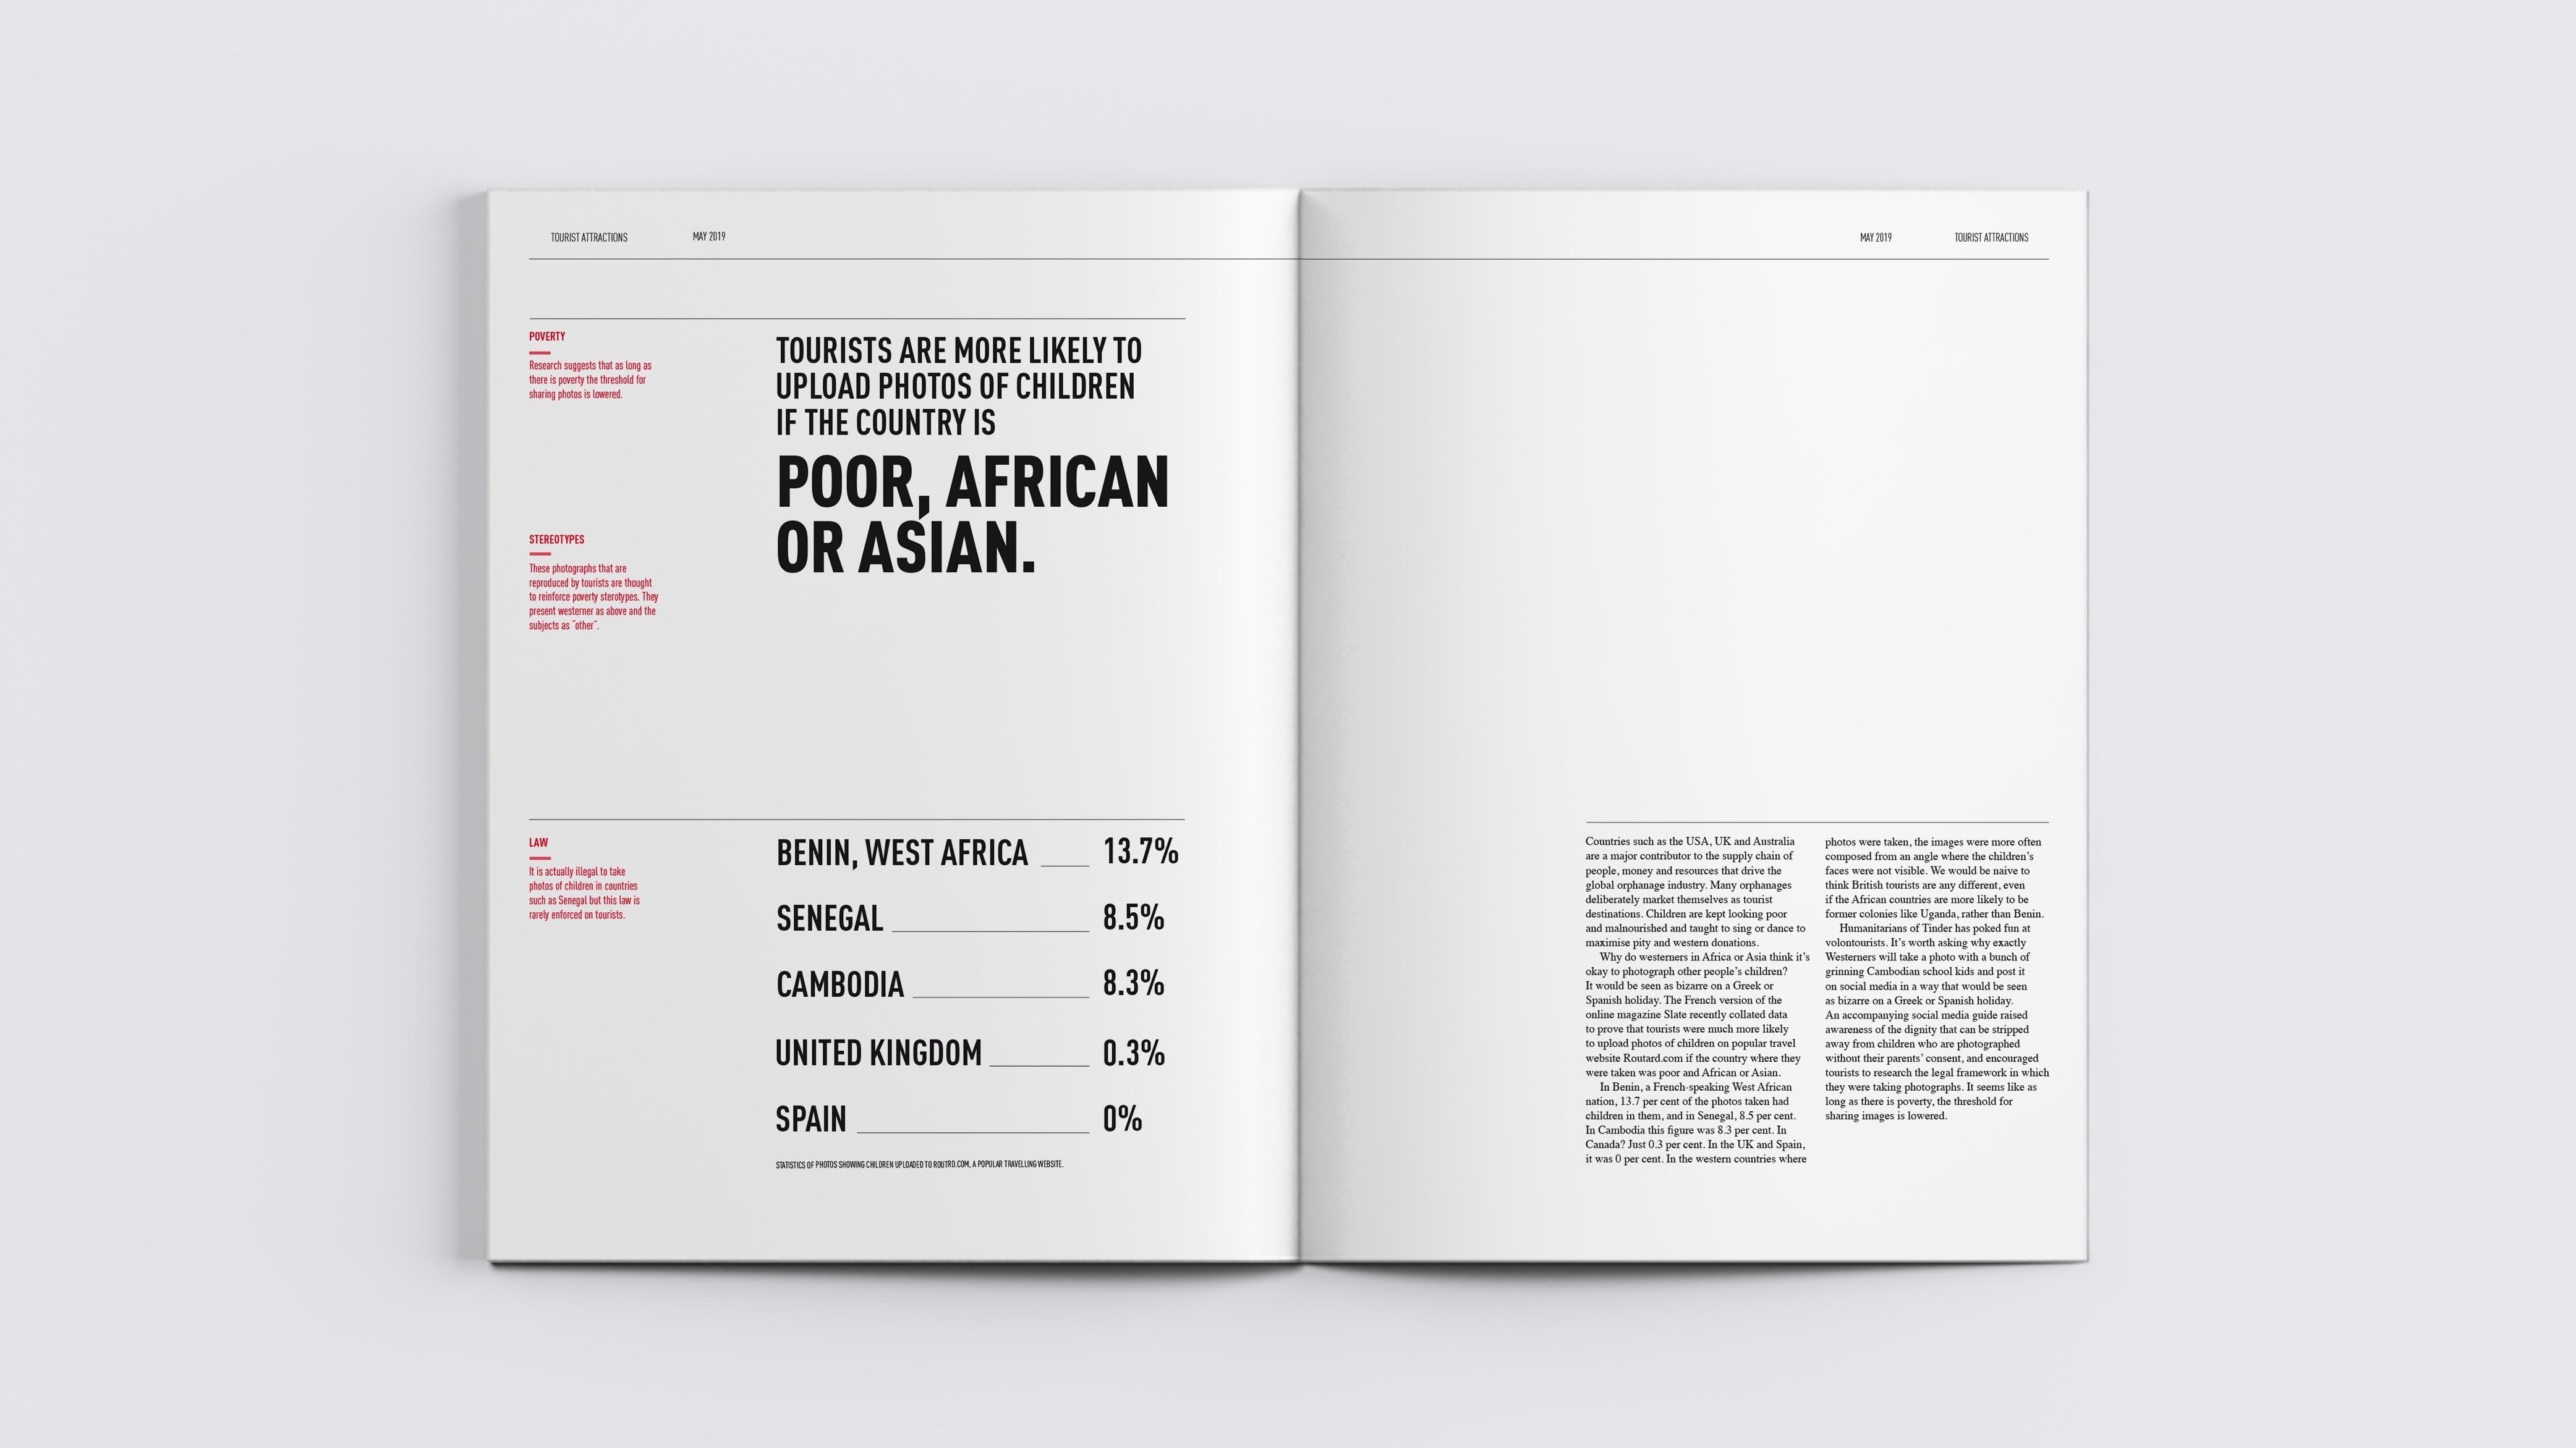 TOURIST ATTRACTIONS
MAY 2019
POVERTY
Research suggests that as long as
there is poverty the threshold for
sharing photos is lowered.
STEREOTYPES
These photographs that are
reproduced by tourists are thought
to reinforce poverty sterotypes. They
present westerner as above and the
subjects as "other".
TOURISTS ARE MORE LIKELY TO
UPLOAD PHOTOS OF CHILDREN
IF THE COUNTRY IS
POOR, AFRICAN
OR ASIAN.
LAW
It is actually illegal to take
photos of children in countries
such as Senegal but this law is
rarely enforced on tourists.
BENIN, WEST AFRICA 13.7%
SENEGAL 8.5%
CAMBODIA 8.3%
UNITED KINGDOM 0.3%
SPAIN 0%
STATISTICS OF PHOTOS SHOWING CHILDREN UPLOADED TO ROUTRD.COM, A POPULAR TRAVELLING WEBSITE.
MAY 2019
TOURIST ATTRACTIONS
Countries such as the USA, UK and Australia
are a major contributor to the supply chain of
people, money and resources that drive the
global orphanage industry. Many orphanages
deliberately market themselves as tourist
destinations. Children are kept looking poor
and malnourished and taught to sing or dance to
maximise pity and western donations.
Why do westerners in Africa or Asia think it's
okay to photograph other people's children?
It would be seen as bizarre on a Greek or
Spanish holiday. The French version of the
online magazine Slate recently collated data
to prove that tourists were much more likely
to upload photos of children on popular travel
website Routard.com if the country where they
were taken was poor and African or Asian.
In Benin, a French-speaking West African
nation, 13.7 per cent of the photos taken had
children in them, and in Senegal, 8.5 per cent.
In Cambodia this figure was 8.3 per cent. In
Canada? Just 0.3 per cent. In the UK and Spain,
it was 0 per cent. In the western countries where
photos were taken, the images were more often
composed from an angle where the children's
faces were not visible. We would be naive to
think British tourists are any different, even
if the African countries are more likely to be
former colonies like Uganda, rather than Benin.
Humanitarians of Tinder has poked fun at
volontourists. It's worth asking why exactly
Westerners will take a photo with a bunch of
grinning Cambodian school kids and post it
on social media in a way that would be seen
as bizarre on a Greek or Spanish holiday.
An accompanying social media guide raised
awareness of the dignity that can be stripped
away from children who are photographed
without their parents' consent, and encouraged
tourists to research the legal framework in which
they were taking photographs. It seems like as
long as there is poverty, the threshold for
sharing images is lowered.